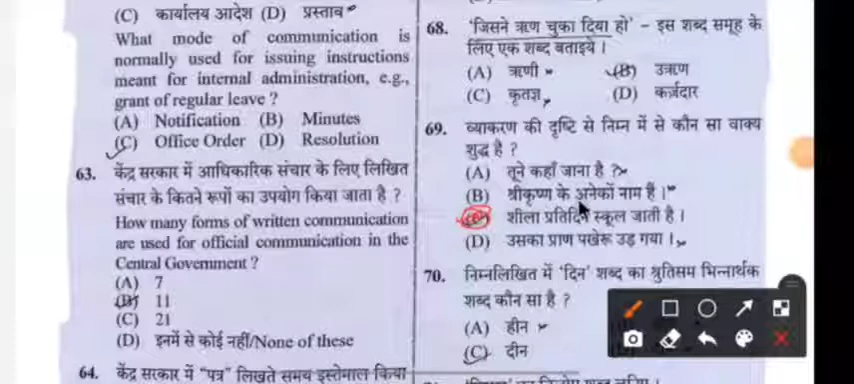 (C) कार्यालय आदेश (D) प्रस्ताव
What mode of communication is
normally used for issuing instructions
meant for internal administration, e.g.,
grant of regular leave ?
(A) Notification (B) Minutes
(C) Office Order (D) Resolution
63. केंद्र सरकार में आधिकारिक संचार के लिए लिखित
संचार के कितने रूपों का उपयोग किया जाता है ?
How many forms of written communication
are used for official communication in the
Central Government ?
(A) 7
(B) 11
(C) 21
(D) इनमें से कोई नहीं/None of these
64. केंद्र सरकार में "पत्र" लिखते समय इस्तेमाल किया
68. 'जिसने ऋण चुका दिया हो' – इस शब्द समूह के
लिए एक शब्द बताइये ।
(A) ऋणी (B) उऋण
(C) कृतज्ञ (D) कर्ज़दार
69. व्याकरण की दृष्टि से निम्न में से कौन सा वाक्य
शुद्ध है ?
(A) तूने कहाँ जाना है ?
(B) श्रीकृष्ण के अनेकों नाम हैं ।
शीला प्रतिदिन स्कूल जाती है ।
(D) उसका प्राण पखेरू उड़ गया ।
70. निम्नलिखित में 'दिन' शब्द का श्रुतिसम भिन्नार्थक
शब्द कौन सा है ?
(A) हीन
(C) दीन